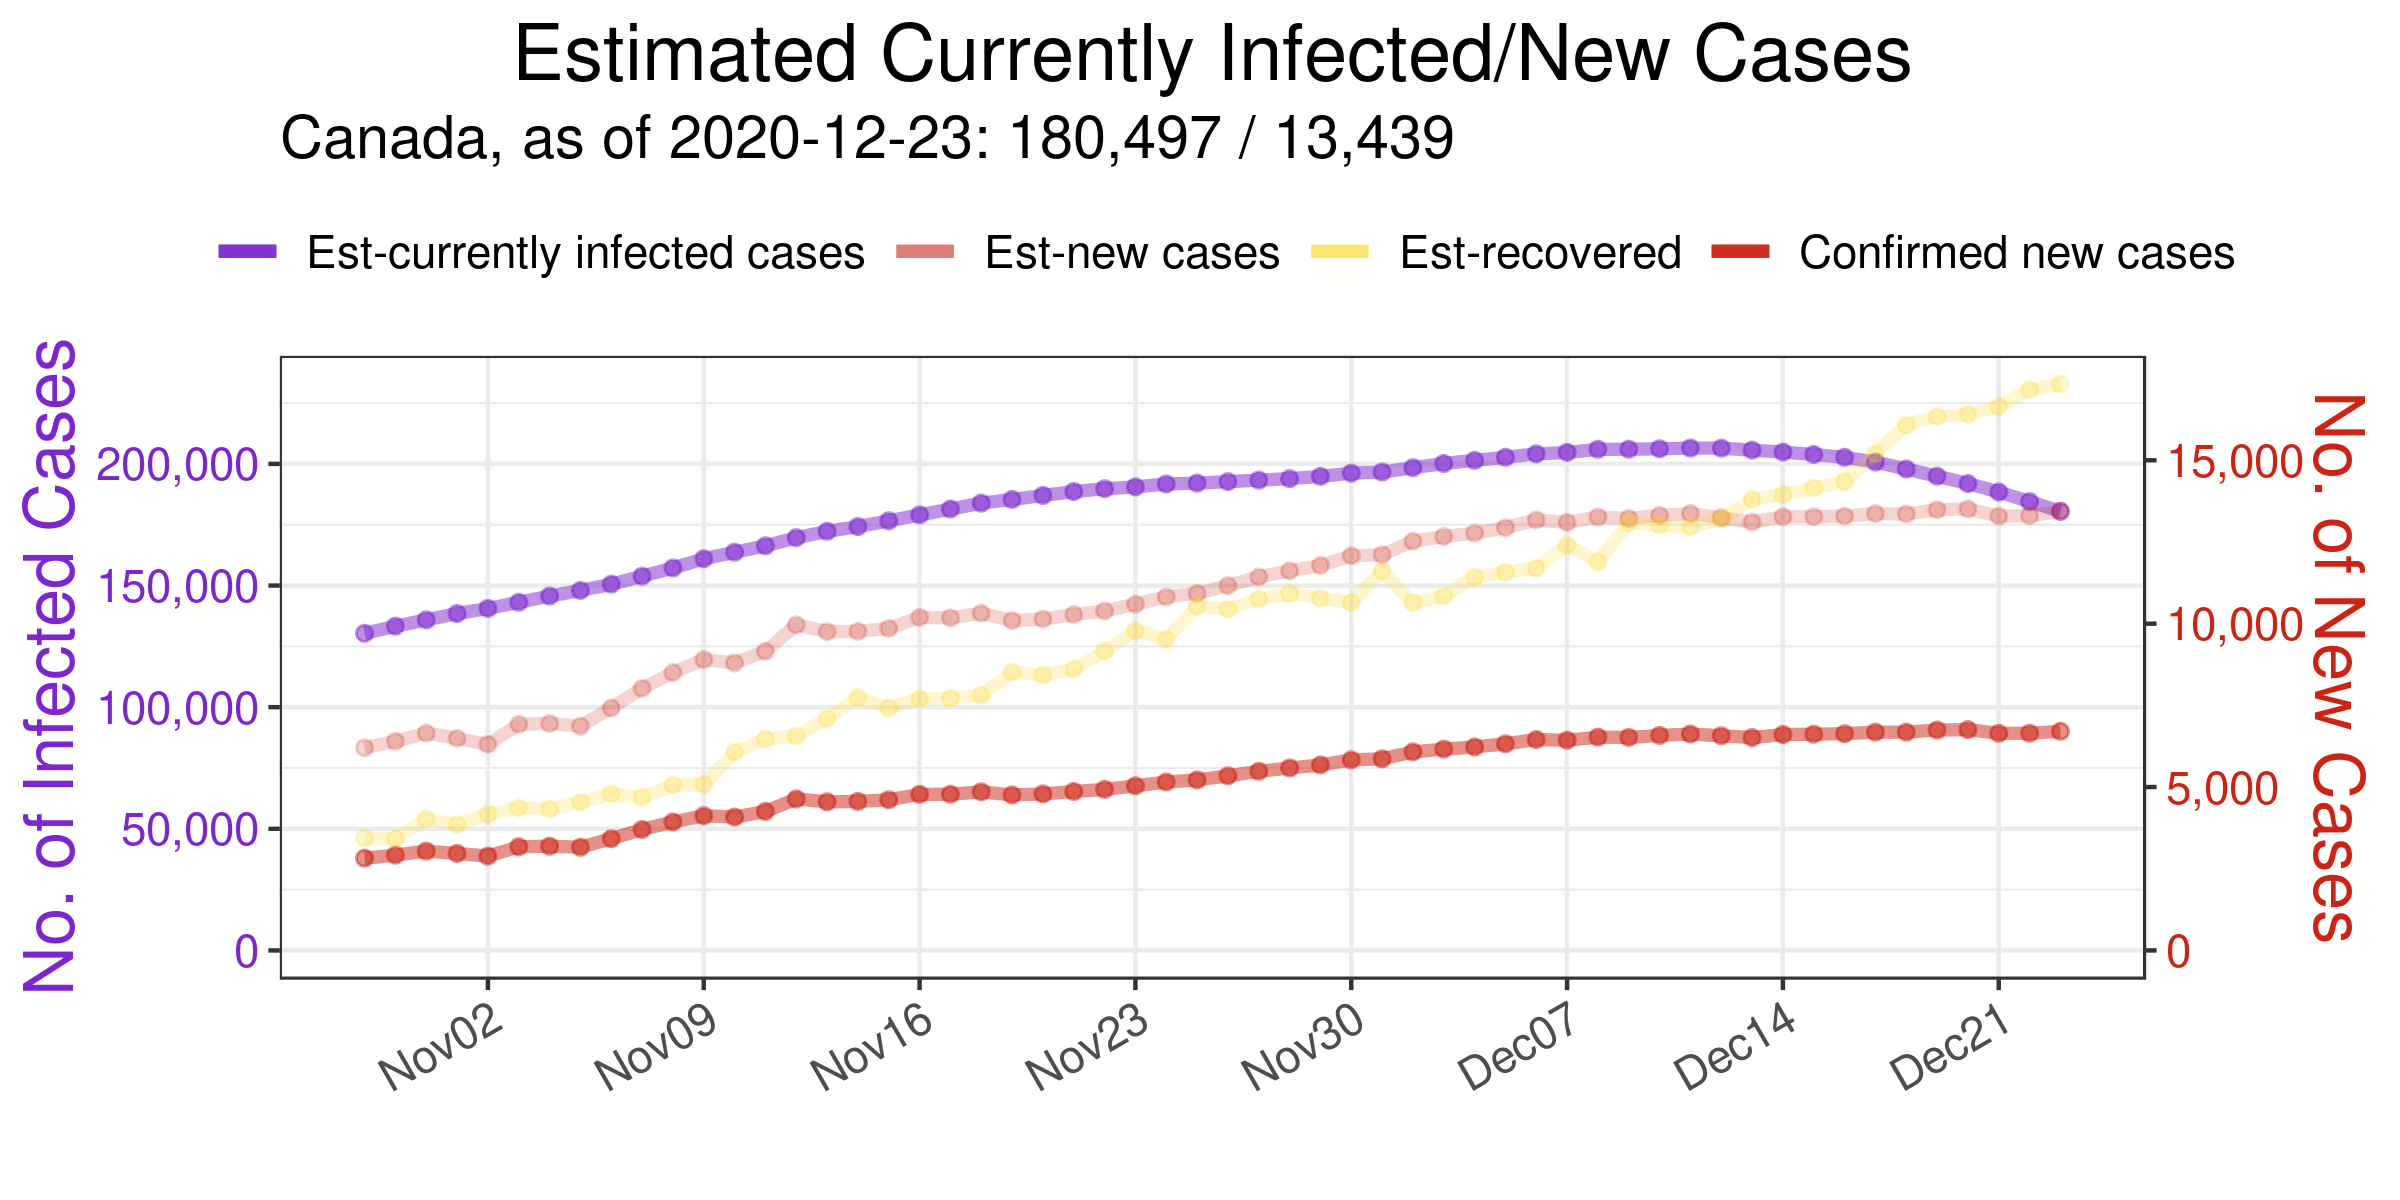 Estimated Currently Infected/New Cases
Canada, as of 2020-12-23: 180,497 / 13,439
Est-currently infected cases Est-new cases Est-recovered Confirmed new cases
No. of Infected Cases
200,000
150,000
100,000
50,000
0
No. of New Cases
15,000
10,000
5,000
0
Nov02 Nov09 Nov16 Nov23 Nov30 Dec07 Dec14 Dec21